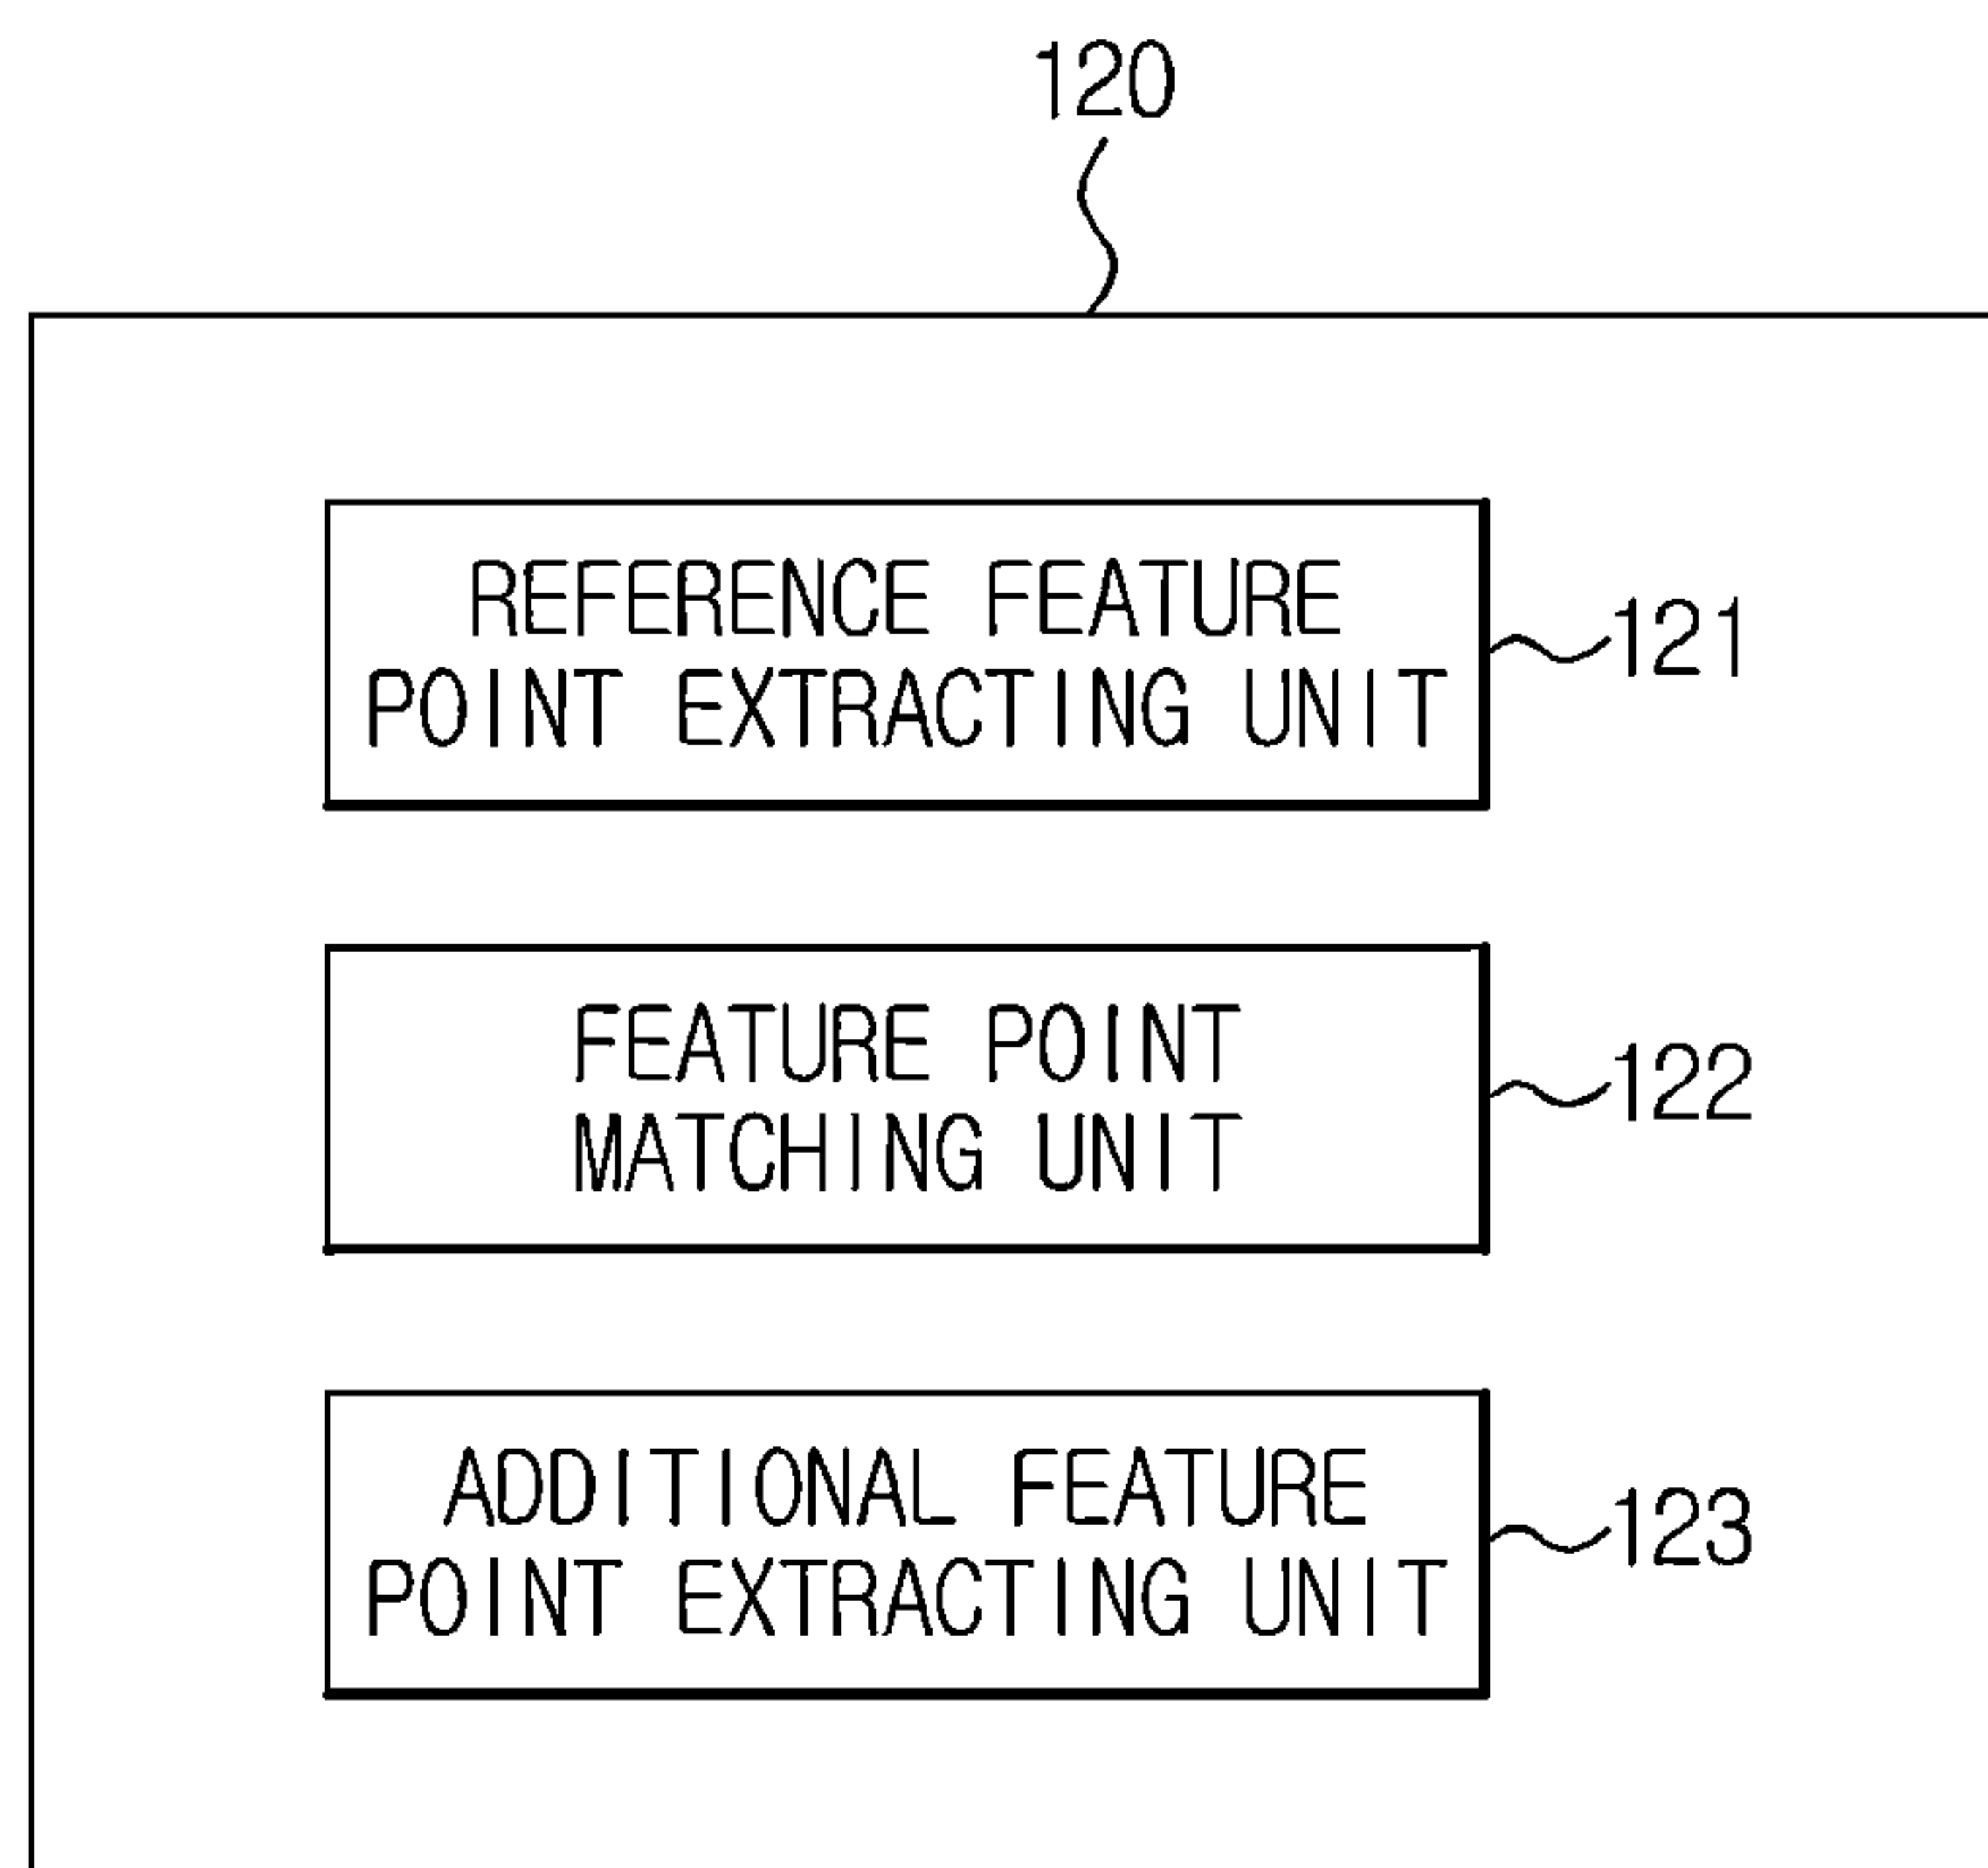 120
REFERENCE FEATURE
POINT EXTRACTING UNIT
121
FEATURE POINT
MATCHING UNIT
122
ADDITIONAL FEATURE
POINT EXTRACTING UNIT
123